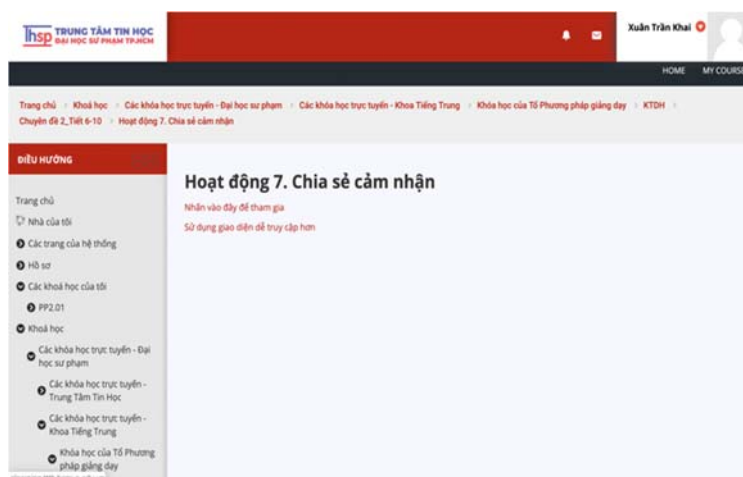 Thsp TRUNG TÂM TIN HỌC
ĐẠI HỌC SƯ PHẠM TP.HCM
Xuân Trần Khai
HOME MY COURSE
Trang chủ Khoá học Các khóa học trực tuyến - Đại học sư phạm Các khóa học trực tuyến - Khoa Tiếng Trung Khóa học của Tổ Phương pháp giảng dạy KTDH
Chuyên đề 2_Tiết 6-10 Hoạt động 7. Chia sẻ cảm nhận
ĐIỀU HƯỚNG
Hoạt động 7. Chia sẻ cảm nhận
Nhấn vào đây để tham gia
Sử dụng giao diện dễ truy cập hơn
Trang chủ
Nhà của tôi
Các trang của hệ thống
Hồ sơ
Các khoá học của tôi
PP2.01
Khoá học
Các khóa học trực tuyến - Đại
học sư phạm
Các khóa học trực tuyến -
Trung Tâm Tin Học
Các khóa học trực tuyến -
Khoa Tiếng Trung
Khóa học của Tổ Phương
pháp giảng dạy